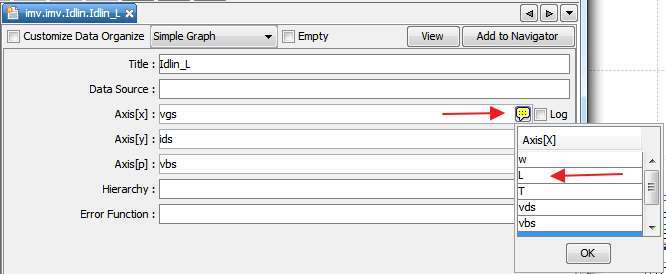 imv.imv.Idlin.Idlin_L
Customize Data Organize Simple Graph Empty View Add to Navigator
Title : Idlin_L
Data Source :
Axis[x] : vgs Log
Axis[y] : ids
Axis[p] : vbs
Hierarchy :
Error Function :
Axis[X]
w
L
T
vds
vbs
OK